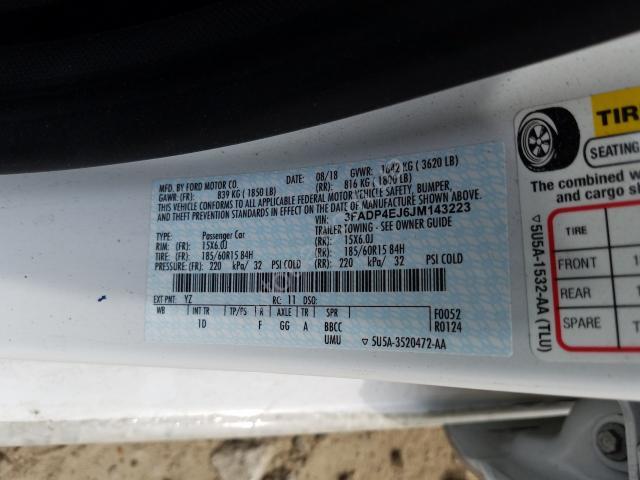 MFD. BY FORD MOTOR CO.
DATE: 08/18 GVWR: 1642 KG ( 3620 LB)
GAWR: (FR): 839 KG ( 1850 LB) (RR): 816 KG ( 1800 LB)
THIS VEHICLE CONFORMS TO ALL APPLICABLE FEDERAL MOTOR VEHICLE SAFETY, BUMPER,
AND THEFT PREVENTION STANDARDS IN EFFECT ON THE DATE OF MANUFACTURE SHOWN ABOVE.
VIN: 3FADP4EJ6JM143223
TYPE: Passenger Car TRAILER TOWING - SEE OWNER GUIDE
RIM: (FR): 15X6.0J (RR): 15X6.0J
TIRE: (FR): 185/60R15 84H (RR): 185/60R15 84H
PRESSURE: (FR): 220 kPa/ 32 PSI COLD (RR): 220 kPa/ 32 PSI COLD
EXT PNT: YZ RC: 11 DSO:
WB INT TR TP/PS R AXLE TR SPR
F0052
1D F GG A BBCC
R0124
UMU
▽5U5A-3520472-AA
TIR
SEATING
The combined w
and cargo s
TIRE
FRONT 1
REAR 1
SPARE T
▽5U5A-1532-AA (TLU)